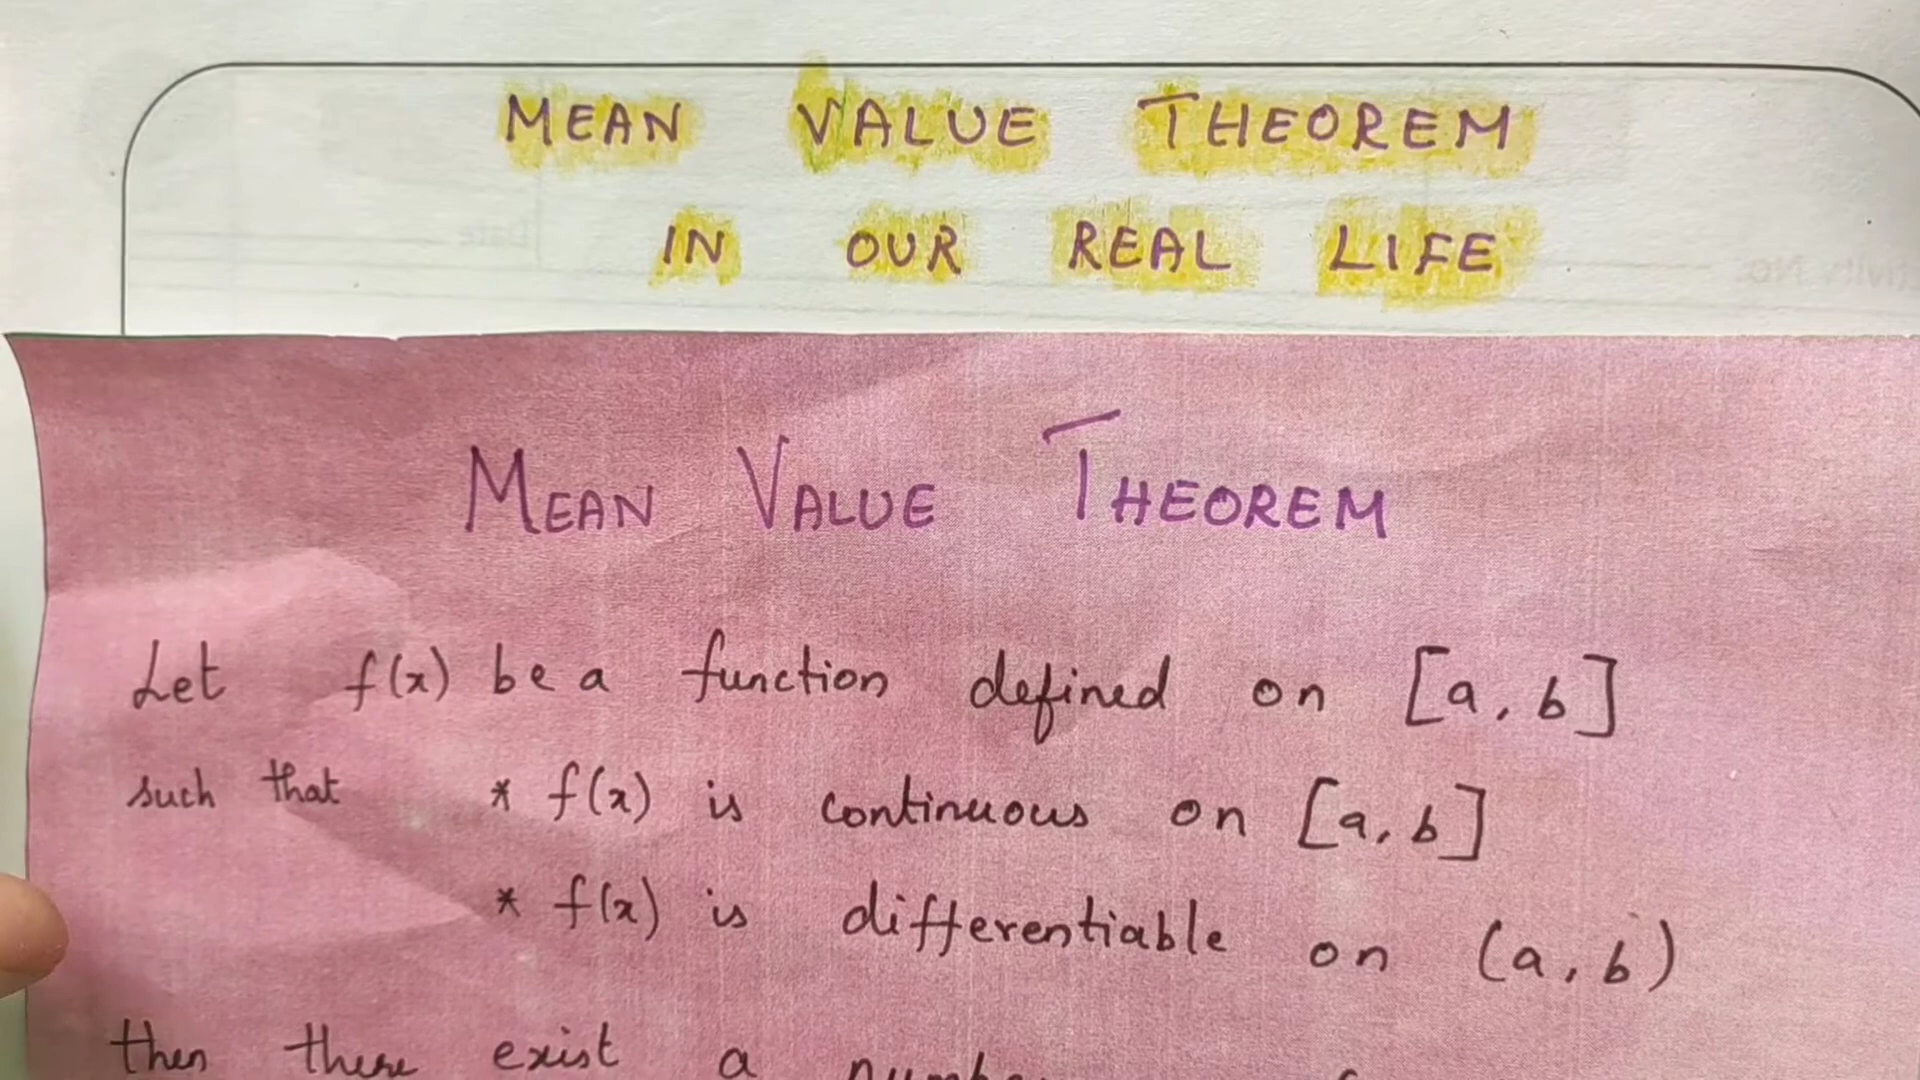 MEAN VALUE THEOREM
IN OUR REAL LIFE
MEAN VALUE THEOREM
Let f(x) be a function defined on [a, b]
such that * f(x) is continuous on [a, b]
* f(x) is differentiable on (a, b)
then there exist a